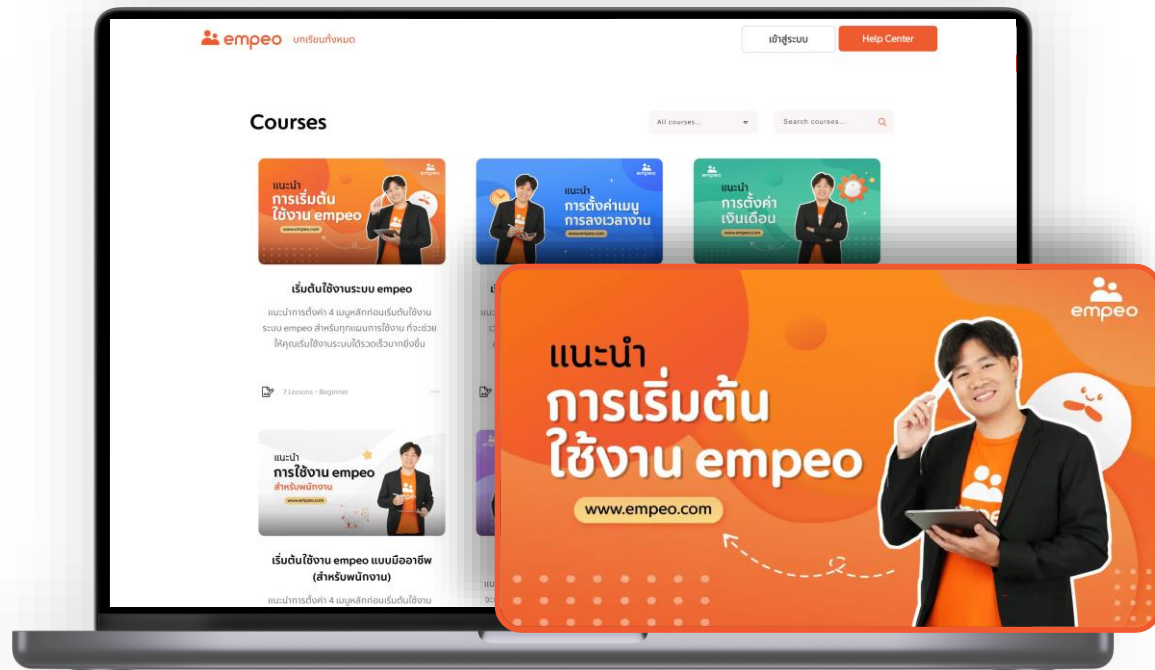 empeo
บทเรียนทั้งหมด
เข้าสู่ระบบ
Help Center
Courses
All courses...
Search courses...
empeo
แนะนำ
การเริ่มต้น
ใช้งาน empeo
www.empeo.com
empeo
แนะนำ
การตั้งค่าเมนู
การลงเวลางาน
www.empeo.com
empeo
แนะนำ
การตั้งค่า
เงินเดือน
www.empeo.com
เริ่มต้นใช้งานระบบ empeo
แนะนำการตั้งค่า 4 เมนูหลักก่อนเริ่มต้นใช้งาน
ระบบ empeo สำหรับทุกแผนการใช้งาน ที่จะช่วย
ให้คุณเริ่มใช้งานระบบได้รวดเร็วมากยิ่งขึ้น
7 Lessons • Beginner
แนะนำ
การใช้งาน empeo
สำหรับพนักงาน
www.empeo.com
เริ่มต้นใช้งาน empeo แบบมืออาชีพ
(สำหรับพนักงาน)
แนะนำการตั้งค่า 4 เมนูหลักก่อนเริ่มต้นใช้งาน
empeo
แนะนำ
การเริ่มต้น
ใช้งาน empeo
www.empeo.com